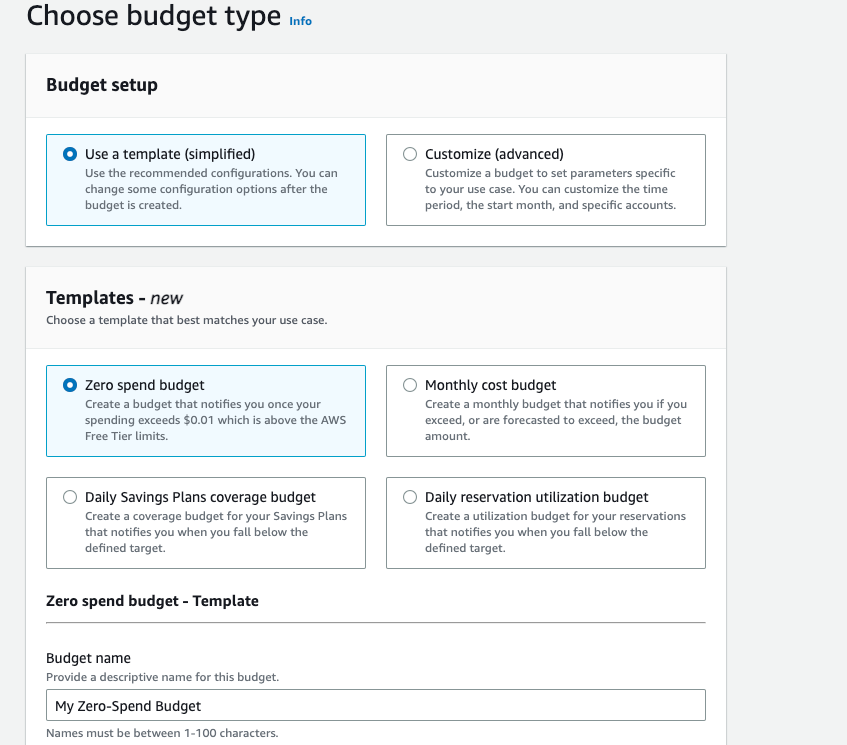 Choose budget type Info
Budget setup
Use a template (simplified)
Use the recommended configurations. You can
change some configuration options after the
budget is created.
Customize (advanced)
Customize a budget to set parameters specific
to your use case. You can customize the time
period, the start month, and specific accounts.
Templates - new
Choose a template that best matches your use case.
Zero spend budget
Create a budget that notifies you once your
spending exceeds $0.01 which is above the AWS
Free Tier limits.
Monthly cost budget
Create a monthly budget that notifies you if you
exceed, or are forecasted to exceed, the budget
amount.
Daily Savings Plans coverage budget
Create a coverage budget for your Savings Plans
that notifies you when you fall below the
defined target.
Daily reservation utilization budget
Create a utilization budget for your reservations
that notifies you when you fall below the
defined target.
Zero spend budget - Template
Budget name
Provide a descriptive name for this budget.
My Zero-Spend Budget
Names must be between 1-100 characters.